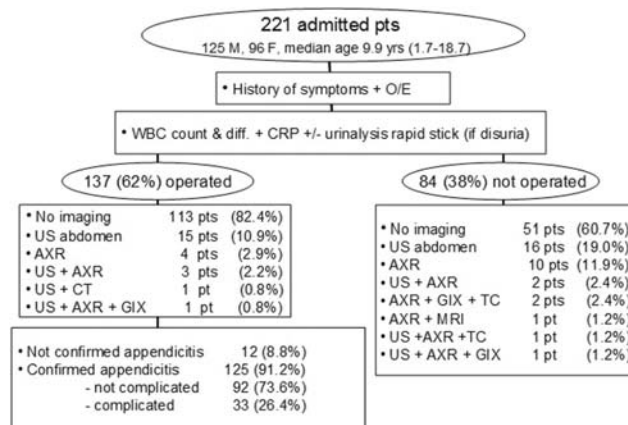 221 admitted pts
125 M, 96 F, median age 9.9 yrs (1.7-18.7)
• History of symptoms + O/E
• WBC count & diff. + CRP +/- urinalysis rapid stick (if disuria)
137 (62%) operated
84 (38%) not operated
• No imaging 113 pts (82.4%)
• US abdomen 15 pts (10.9%)
• AXR 4 pts (2.9%)
• US + AXR 3 pts (2.2%)
• US + CT 1 pt (0.8%)
• US + AXR + GIX 1 pt (0.8%)
• No imaging 51 pts (60.7%)
• US abdomen 16 pts (19.0%)
• AXR 10 pts (11.9%)
• US + AXR 2 pts (2.4%)
• AXR + GIX + TC 2 pts (2.4%)
• AXR + MRI 1 pt (1.2%)
• US +AXR +TC 1 pt (1.2%)
• US + AXR + GIX 1 pt (1.2%)
• Not confirmed appendicitis 12 (8.8%)
• Confirmed appendicitis 125 (91.2%)
- not complicated 92 (73.6%)
- complicated 33 (26.4%)